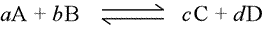 aA + bB ⇌ cC + dD